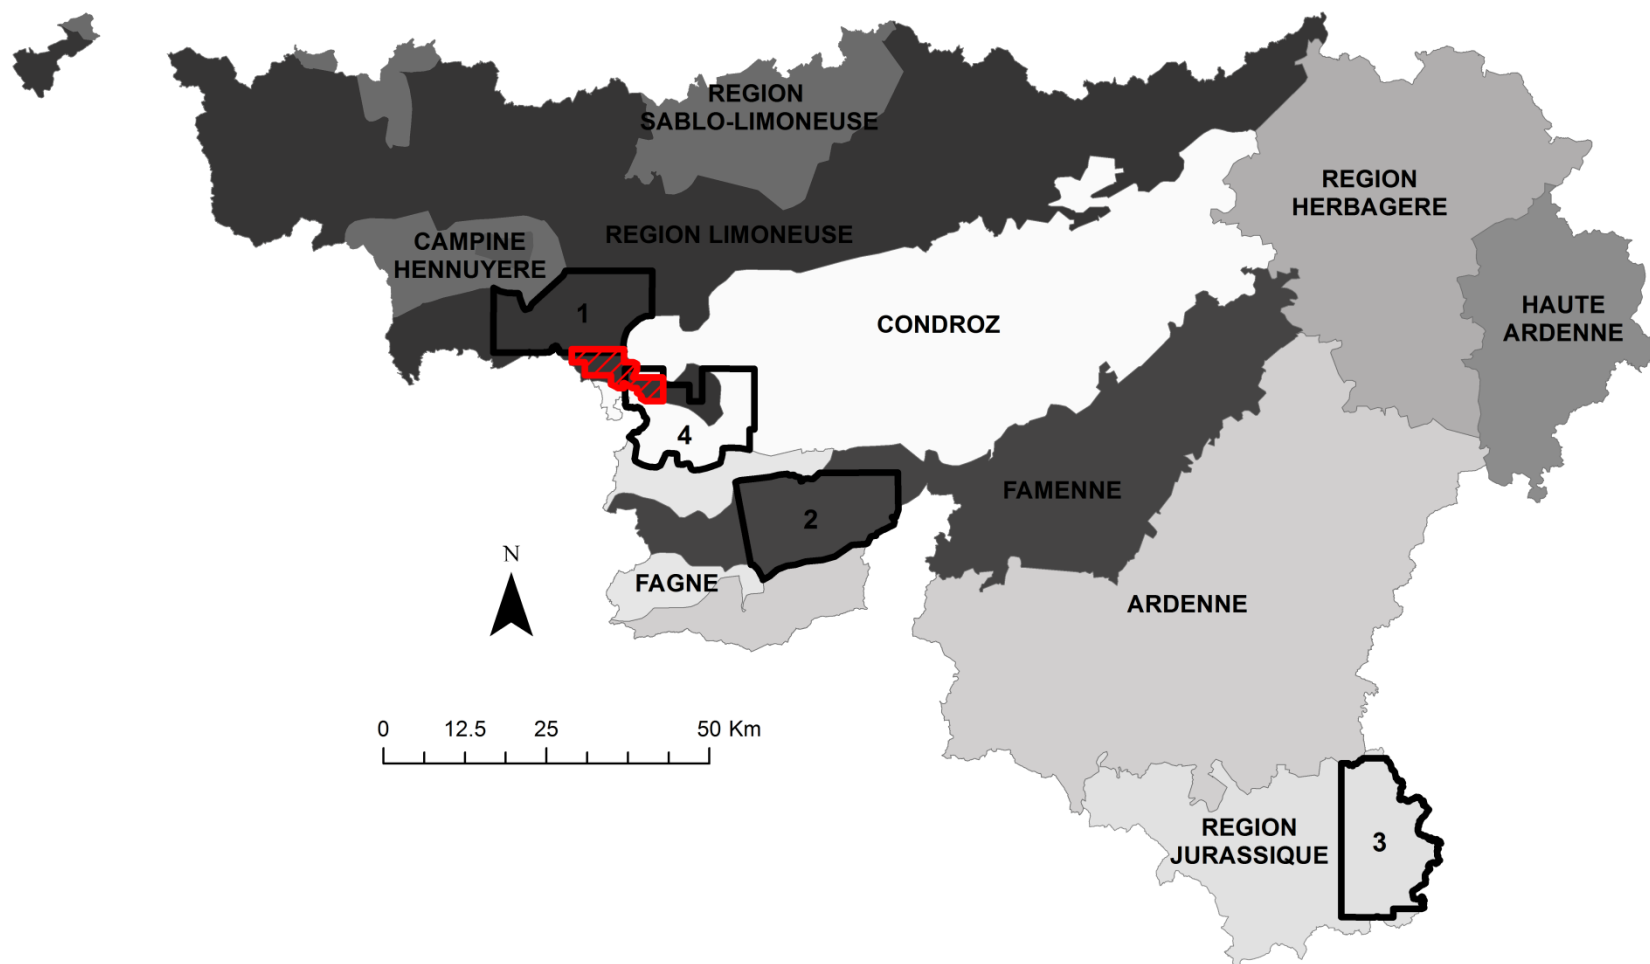 REGION
SABLO-LIMONEUSE
REGION
HERBAGERE
CAMPINE
HENNUYERE
REGION LIMONEUSE
1
CONDROZ
HAUTE
ARDENNE
4
FAMENNE
2
N
FAGNE
ARDENNE
0 12.5 25 50 Km
REGION
JURASSIQUE
3